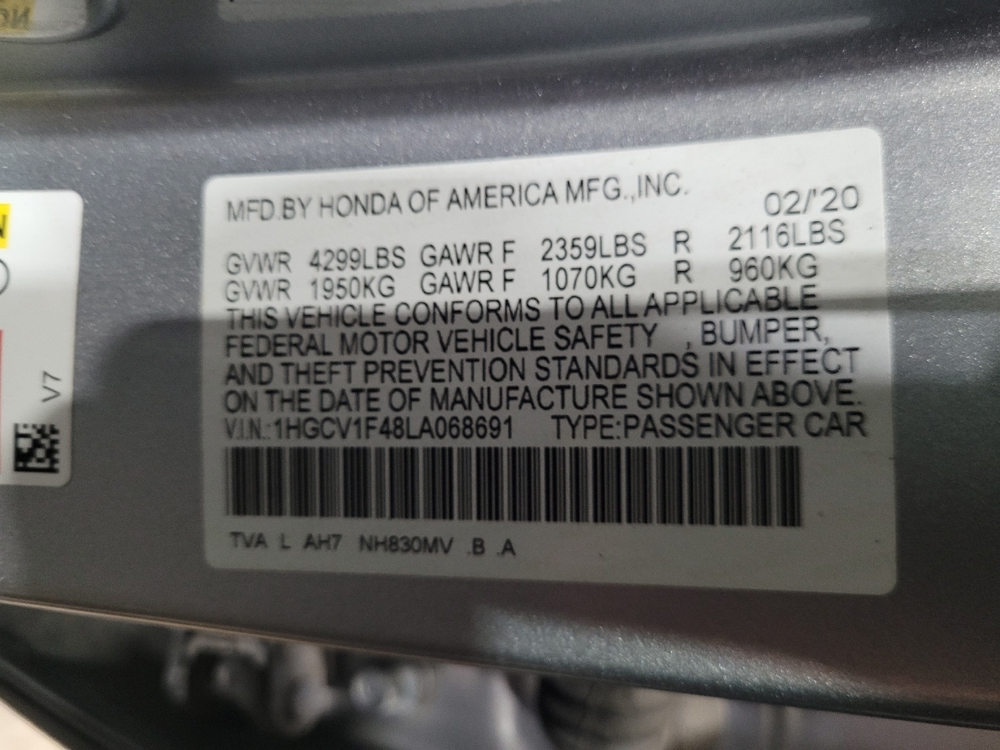 MFD.BY HONDA OF AMERICA MFG.,INC. 02/'20
GVWR 4299LBS GAWR F 2359LBS R 2116LBS
GVWR 1950KG GAWR F 1070KG R 960KG
THIS VEHICLE CONFORMS TO ALL APPLICABLE
FEDERAL MOTOR VEHICLE SAFETY , BUMPER,
AND THEFT PREVENTION STANDARDS IN EFFECT
ON THE DATE OF MANUFACTURE SHOWN ABOVE.
V.I.N.:1HGCV1F48LA068691 TYPE:PASSENGER CAR
TVA L AH7 NH830MV .B .A
V7